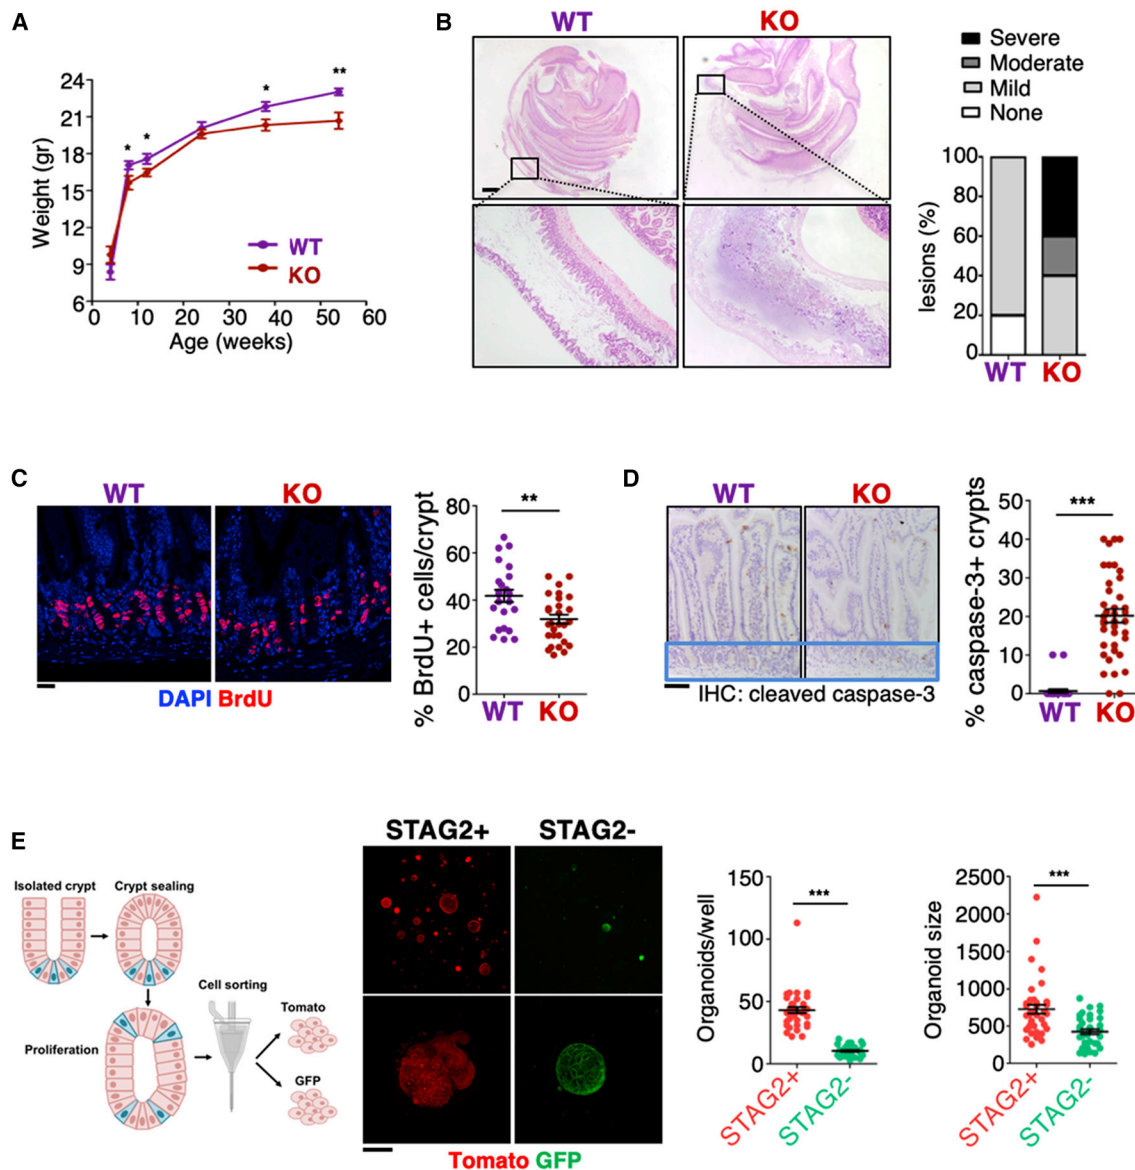 A
24
21
18
15
12
9
6
Weight (gr)
*
*
*
**
WT
KO
0 10 20 30 40 50 60
Age (weeks)
B
WT KO
Severe
Moderate
Mild
None
100
80
60
40
20
0
lesions (%)
WT KO
C
WT KO
DAPI BrdU
80
60
40
20
0
% BrdU+ cells/crypt
**
WT KO
D
WT KO
IHC: cleaved caspase-3
50
40
30
20
10
0
% caspase-3+ crypts
***
WT KO
E
Isolated crypt Crypt sealing
Cell sorting
Proliferation
Tomato
GFP
STAG2+ STAG2-
Tomato GFP
150
100
50
0
Organoids/well
***
STAG2+ STAG2-
2500
2000
1500
1000
500
0
Organoid size
***
STAG2+ STAG2-